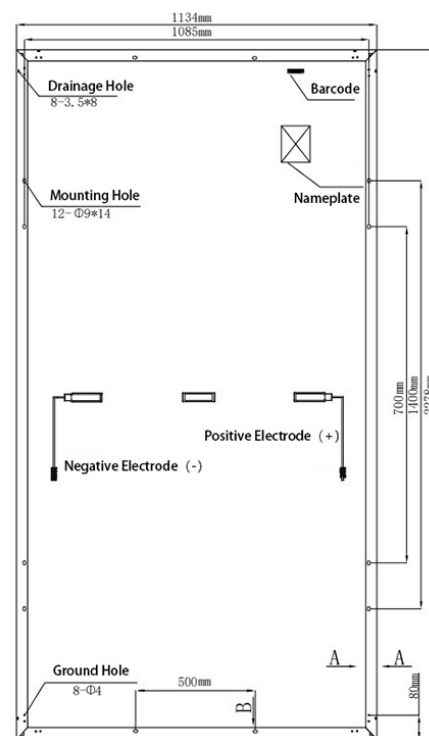 1134mm
1085mm
Drainage Hole
8-3.5*8
Barcode
Mounting Hole
12-Φ9*14
Nameplate
700mm
1400mm
2278mm
Positive Electrode (+)
Negative Electrode (-)
A A
Ground Hole
8-Φ4
500mm
B
80mm